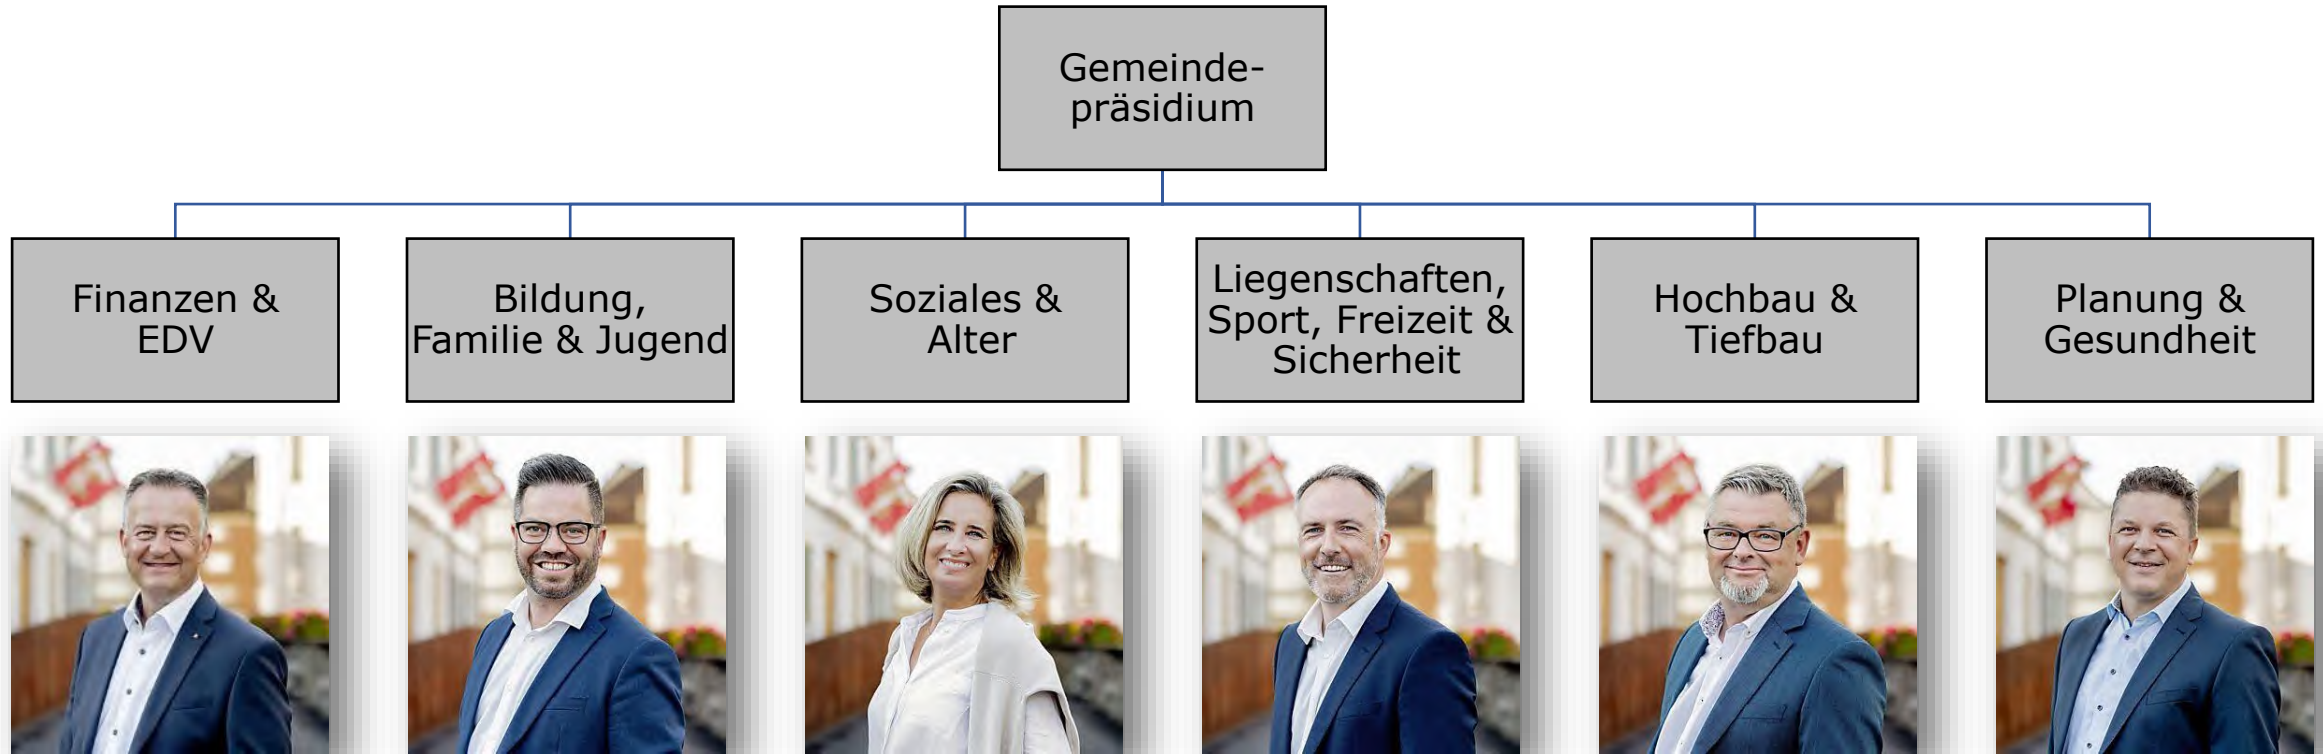 Gemeinde-
präsidium
Finanzen &
EDV
Bildung,
Familie & Jugend
Soziales &
Alter
Liegenschaften,
Sport, Freizeit &
Sicherheit
Hochbau &
Tiefbau
Planung &
Gesundheit